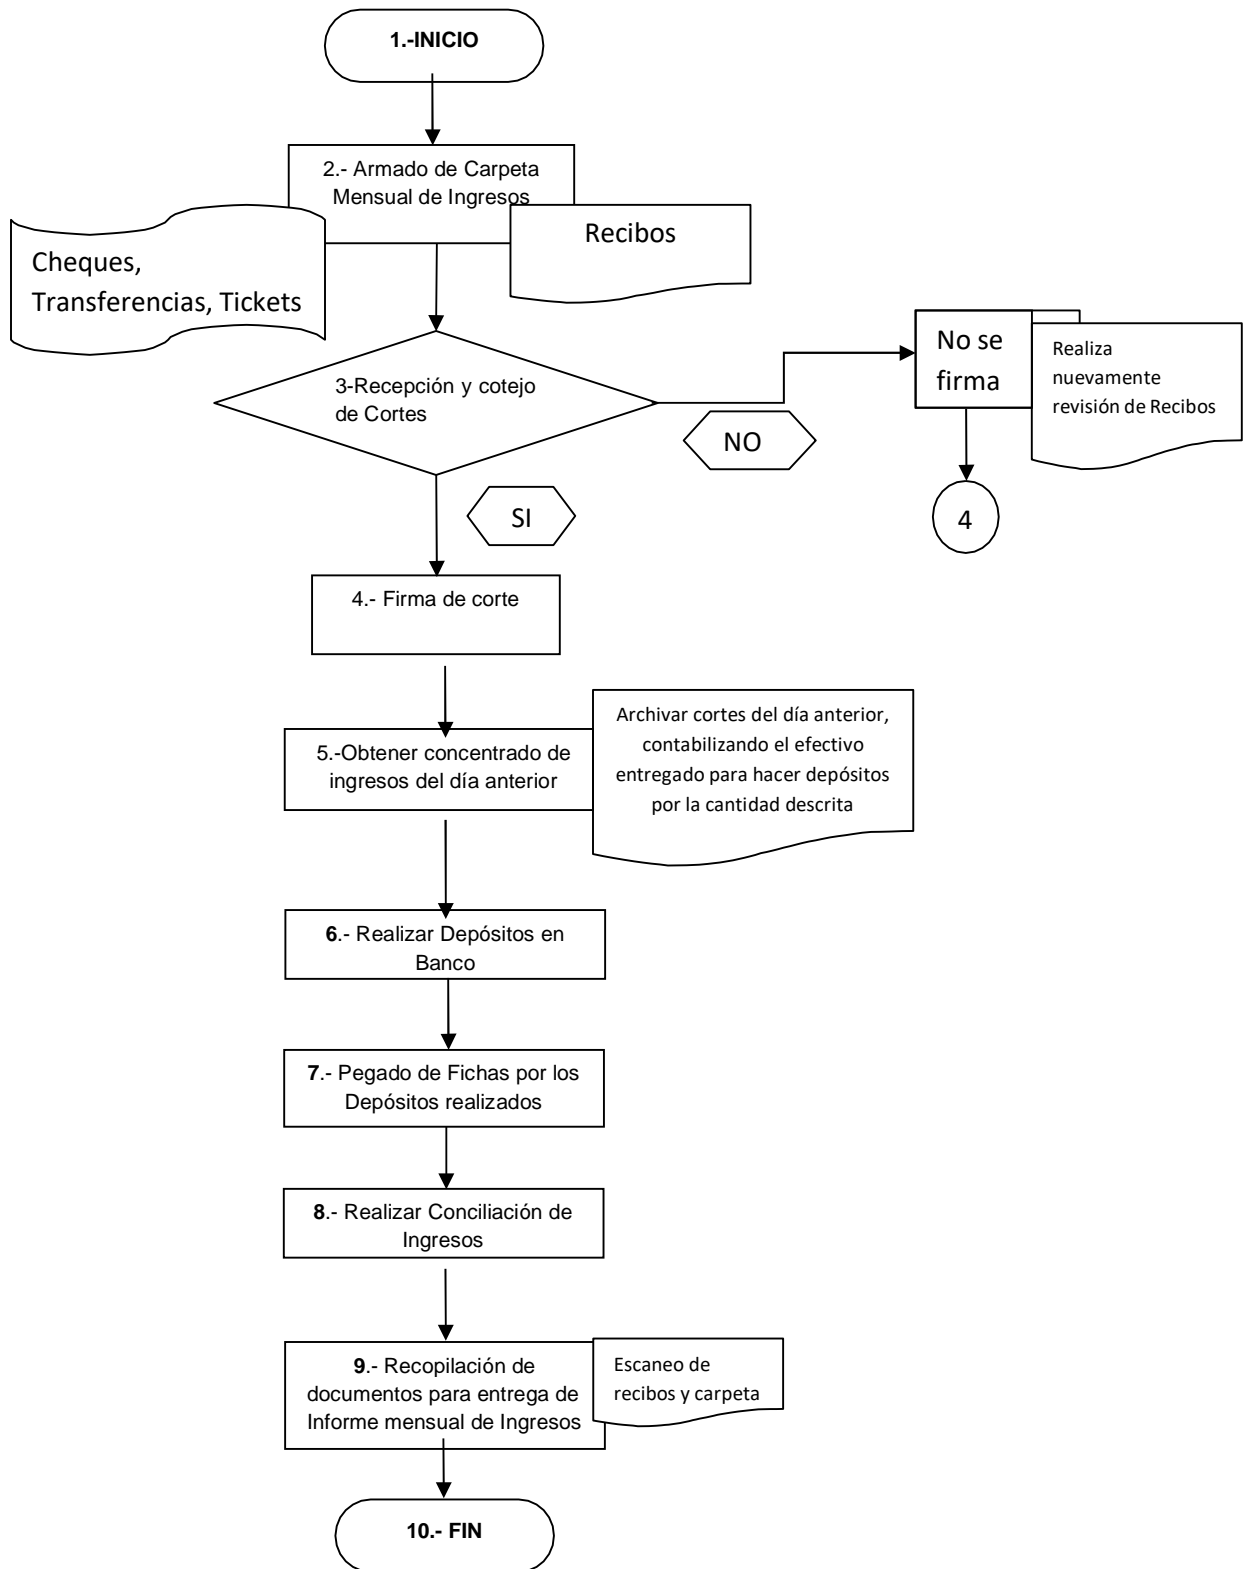 1.-INICIO
2.- Armado de Carpeta
Mensual de Ingresos
Cheques,
Transferencias, Tickets
Recibos
3-Recepción y cotejo
de Cortes
NO
No se
firma
Realiza
nuevamente
revisión de Recibos
4
SI
4.- Firma de corte
5.-Obtener concentrado de
ingresos del día anterior
Archivar cortes del día anterior,
contabilizando el efectivo
entregado para hacer depósitos
por la cantidad descrita
6.- Realizar Depósitos en
Banco
7.- Pegado de Fichas por los
Depósitos realizados
8.- Realizar Conciliación de
Ingresos
9.- Recopilación de
documentos para entrega de
Informe mensual de Ingresos
Escaneo de
recibos y carpeta
10.- FIN